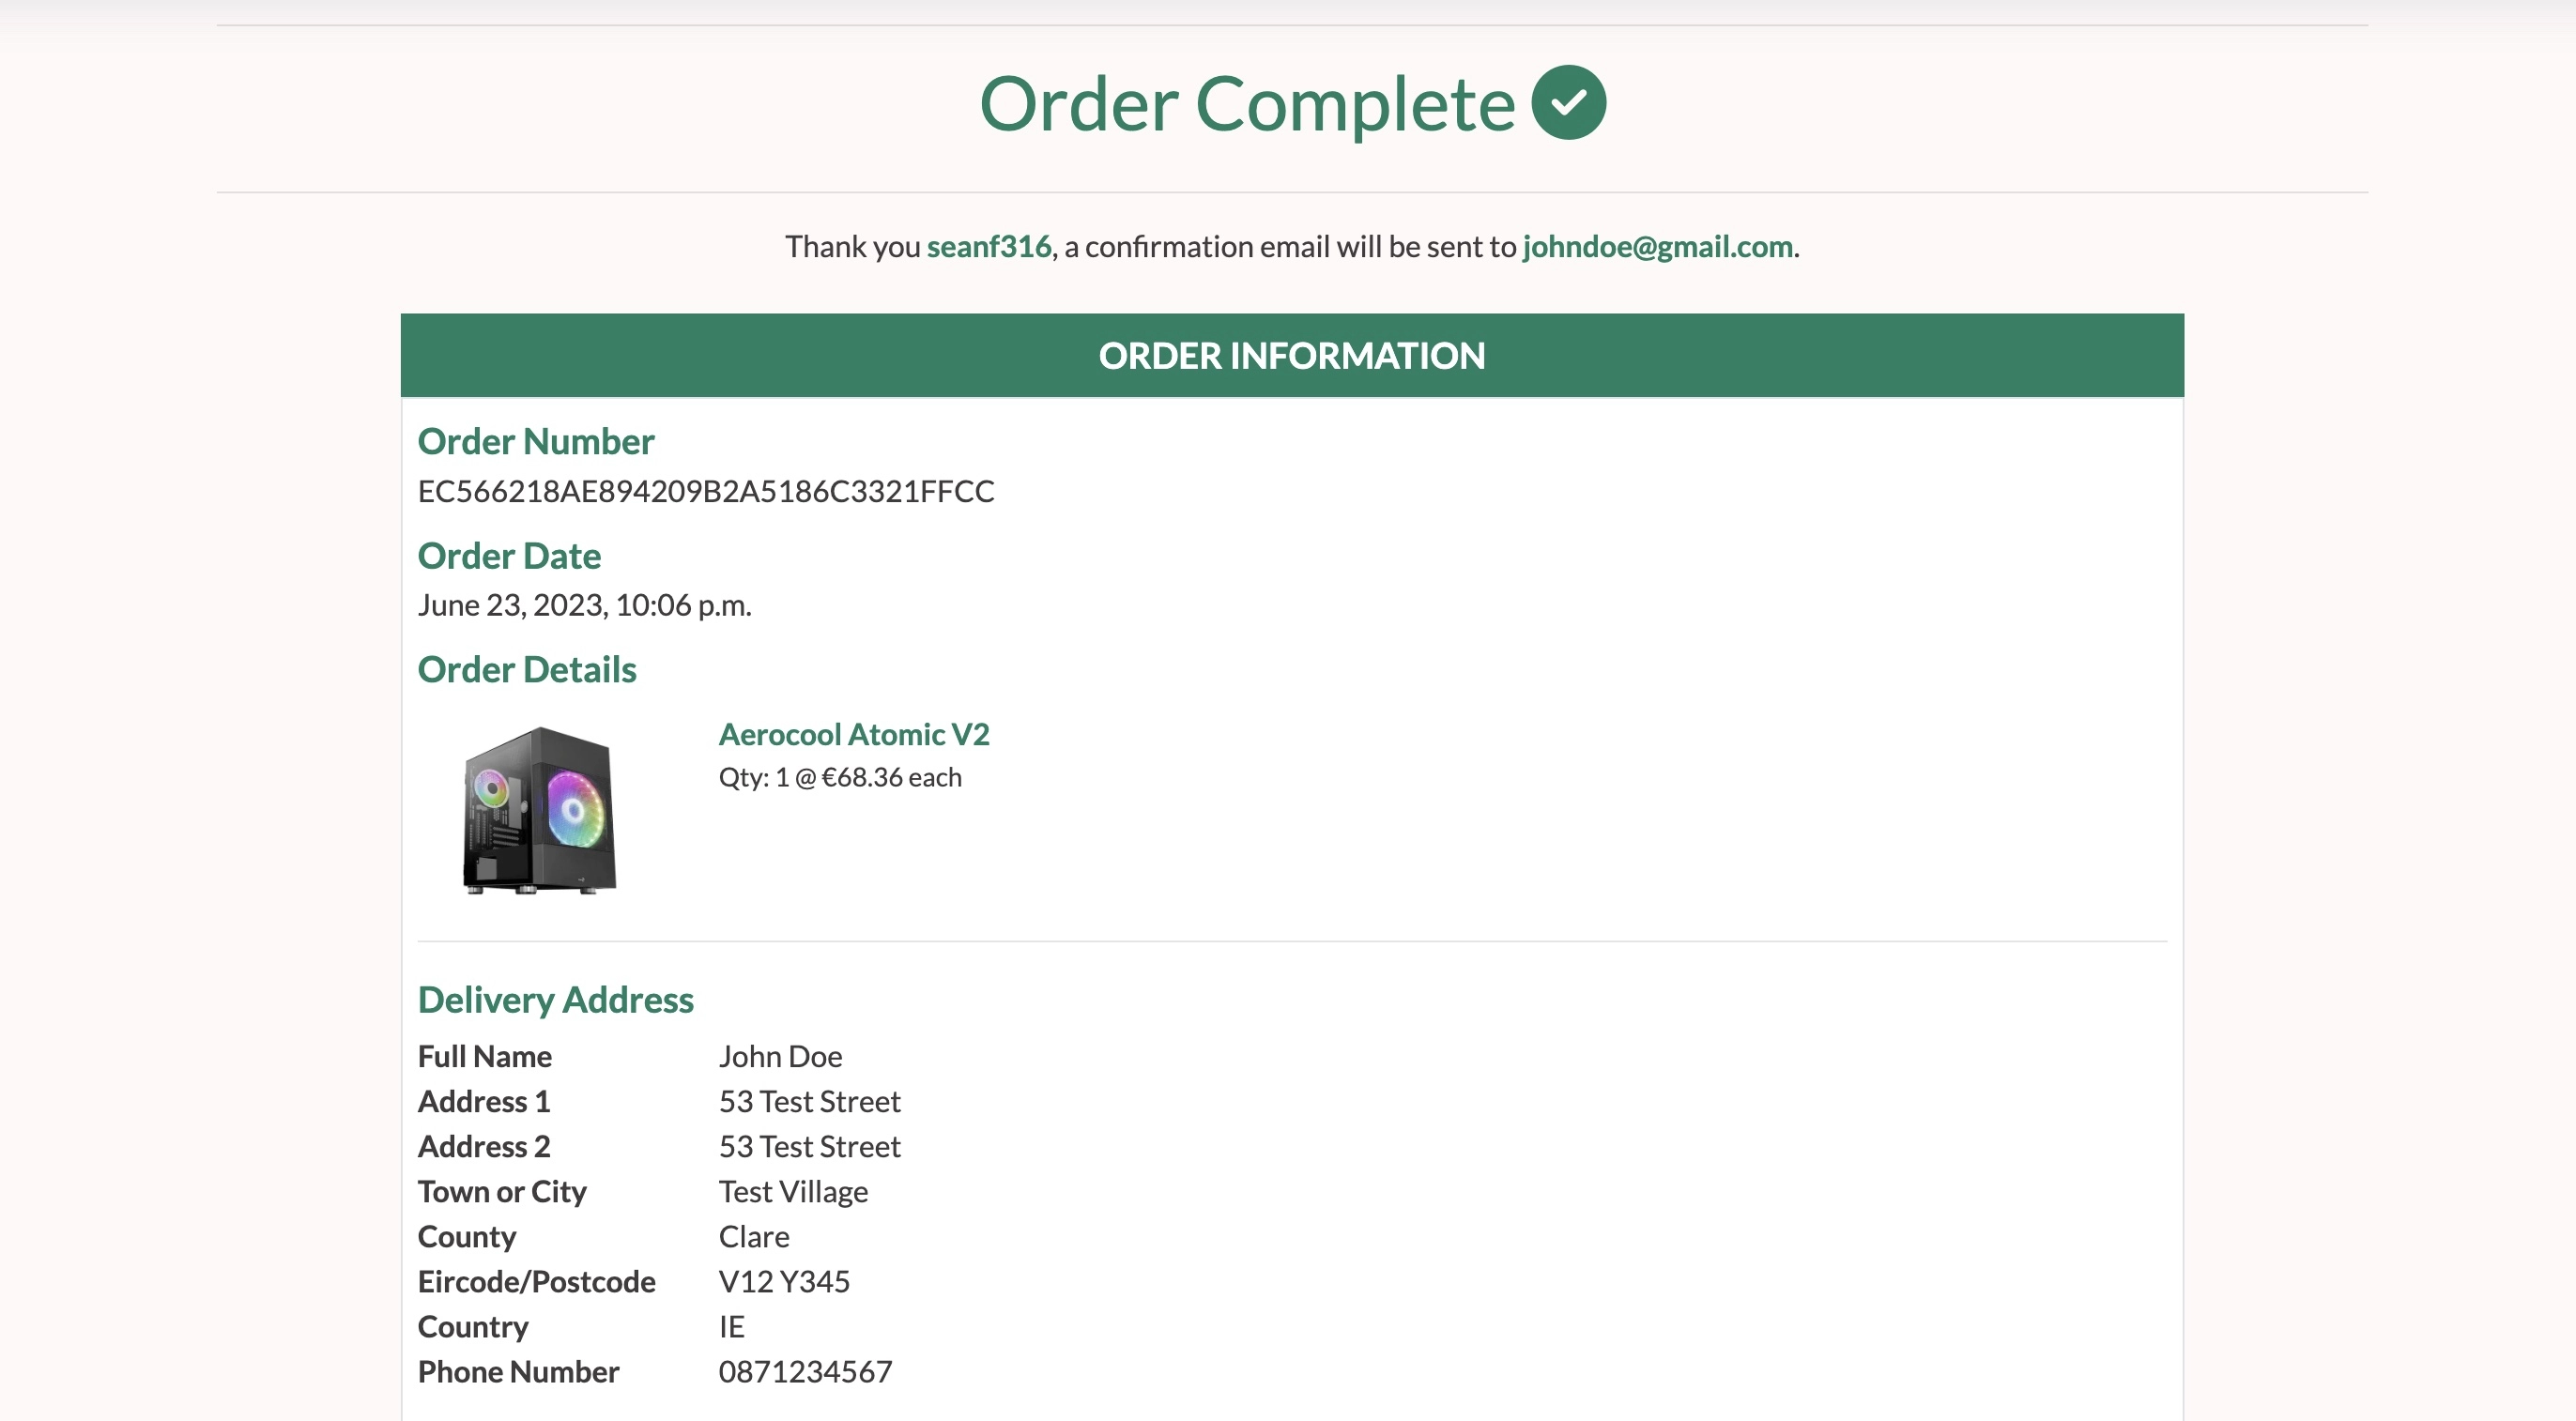 Order Complete
Thank you seanf316, a confirmation email will be sent to johndoe@gmail.com.
ORDER INFORMATION
Order Number
EC566218AE894209B2A5186C3321FFCC
Order Date
June 23, 2023, 10:06 p.m.
Order Details
Aerocool Atomic V2
Qty: 1 @ €68.36 each
Delivery Address
Full Name John Doe
Address 1 53 Test Street
Address 2 53 Test Street
Town or City Test Village
County Clare
Eircode/Postcode V12 Y345
Country IE
Phone Number 0871234567